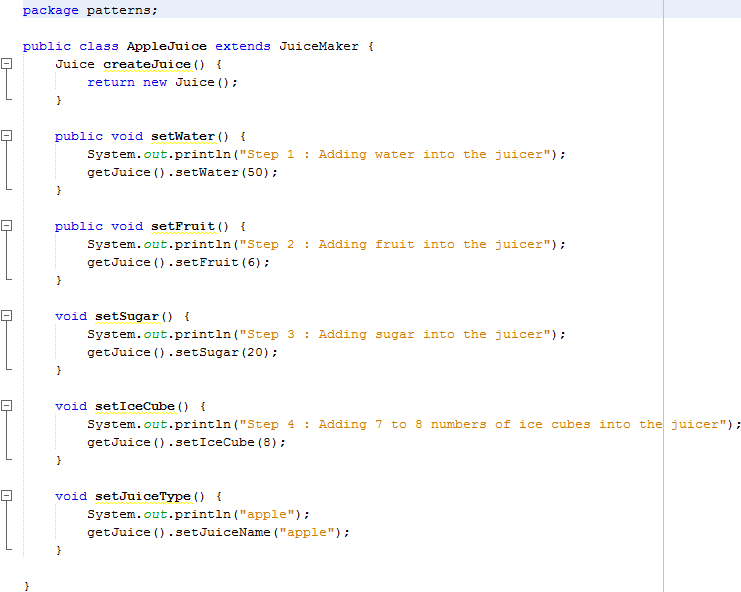 package patterns;
public class AppleJuice extends JuiceMaker {
Juice createJuice() {
return new Juice();
}
public void setWater() {
System.out.println("Step 1 : Adding water into the juicer");
getJuice().setWater(50);
}
public void setFruit() {
System.out.println("Step 2 : Adding fruit into the juicer");
getJuice().setFruit(6);
}
void setSugar() {
System.out.println("Step 3 : Adding sugar into the juicer");
getJuice().setSugar(20);
}
void setIceCube() {
System.out.println("Step 4 : Adding 7 to 8 numbers of ice cubes into the juicer");
getJuice().setIceCube(8);
}
void setJuiceType() {
System.out.println("apple");
getJuice().setJuiceName("apple");
}
}